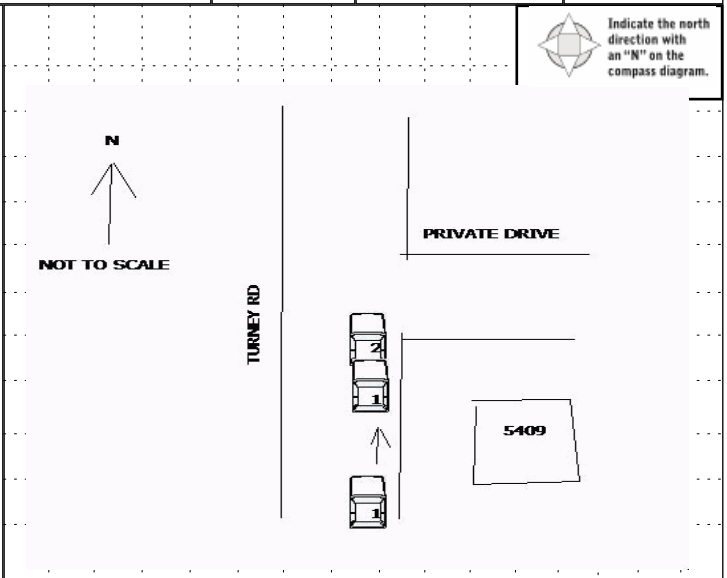 Indicate the north
direction with
an "N" on the
compass diagram.
N
NOT TO SCALE
PRIVATE DRIVE
TURNEY RD
2
1
5409
1